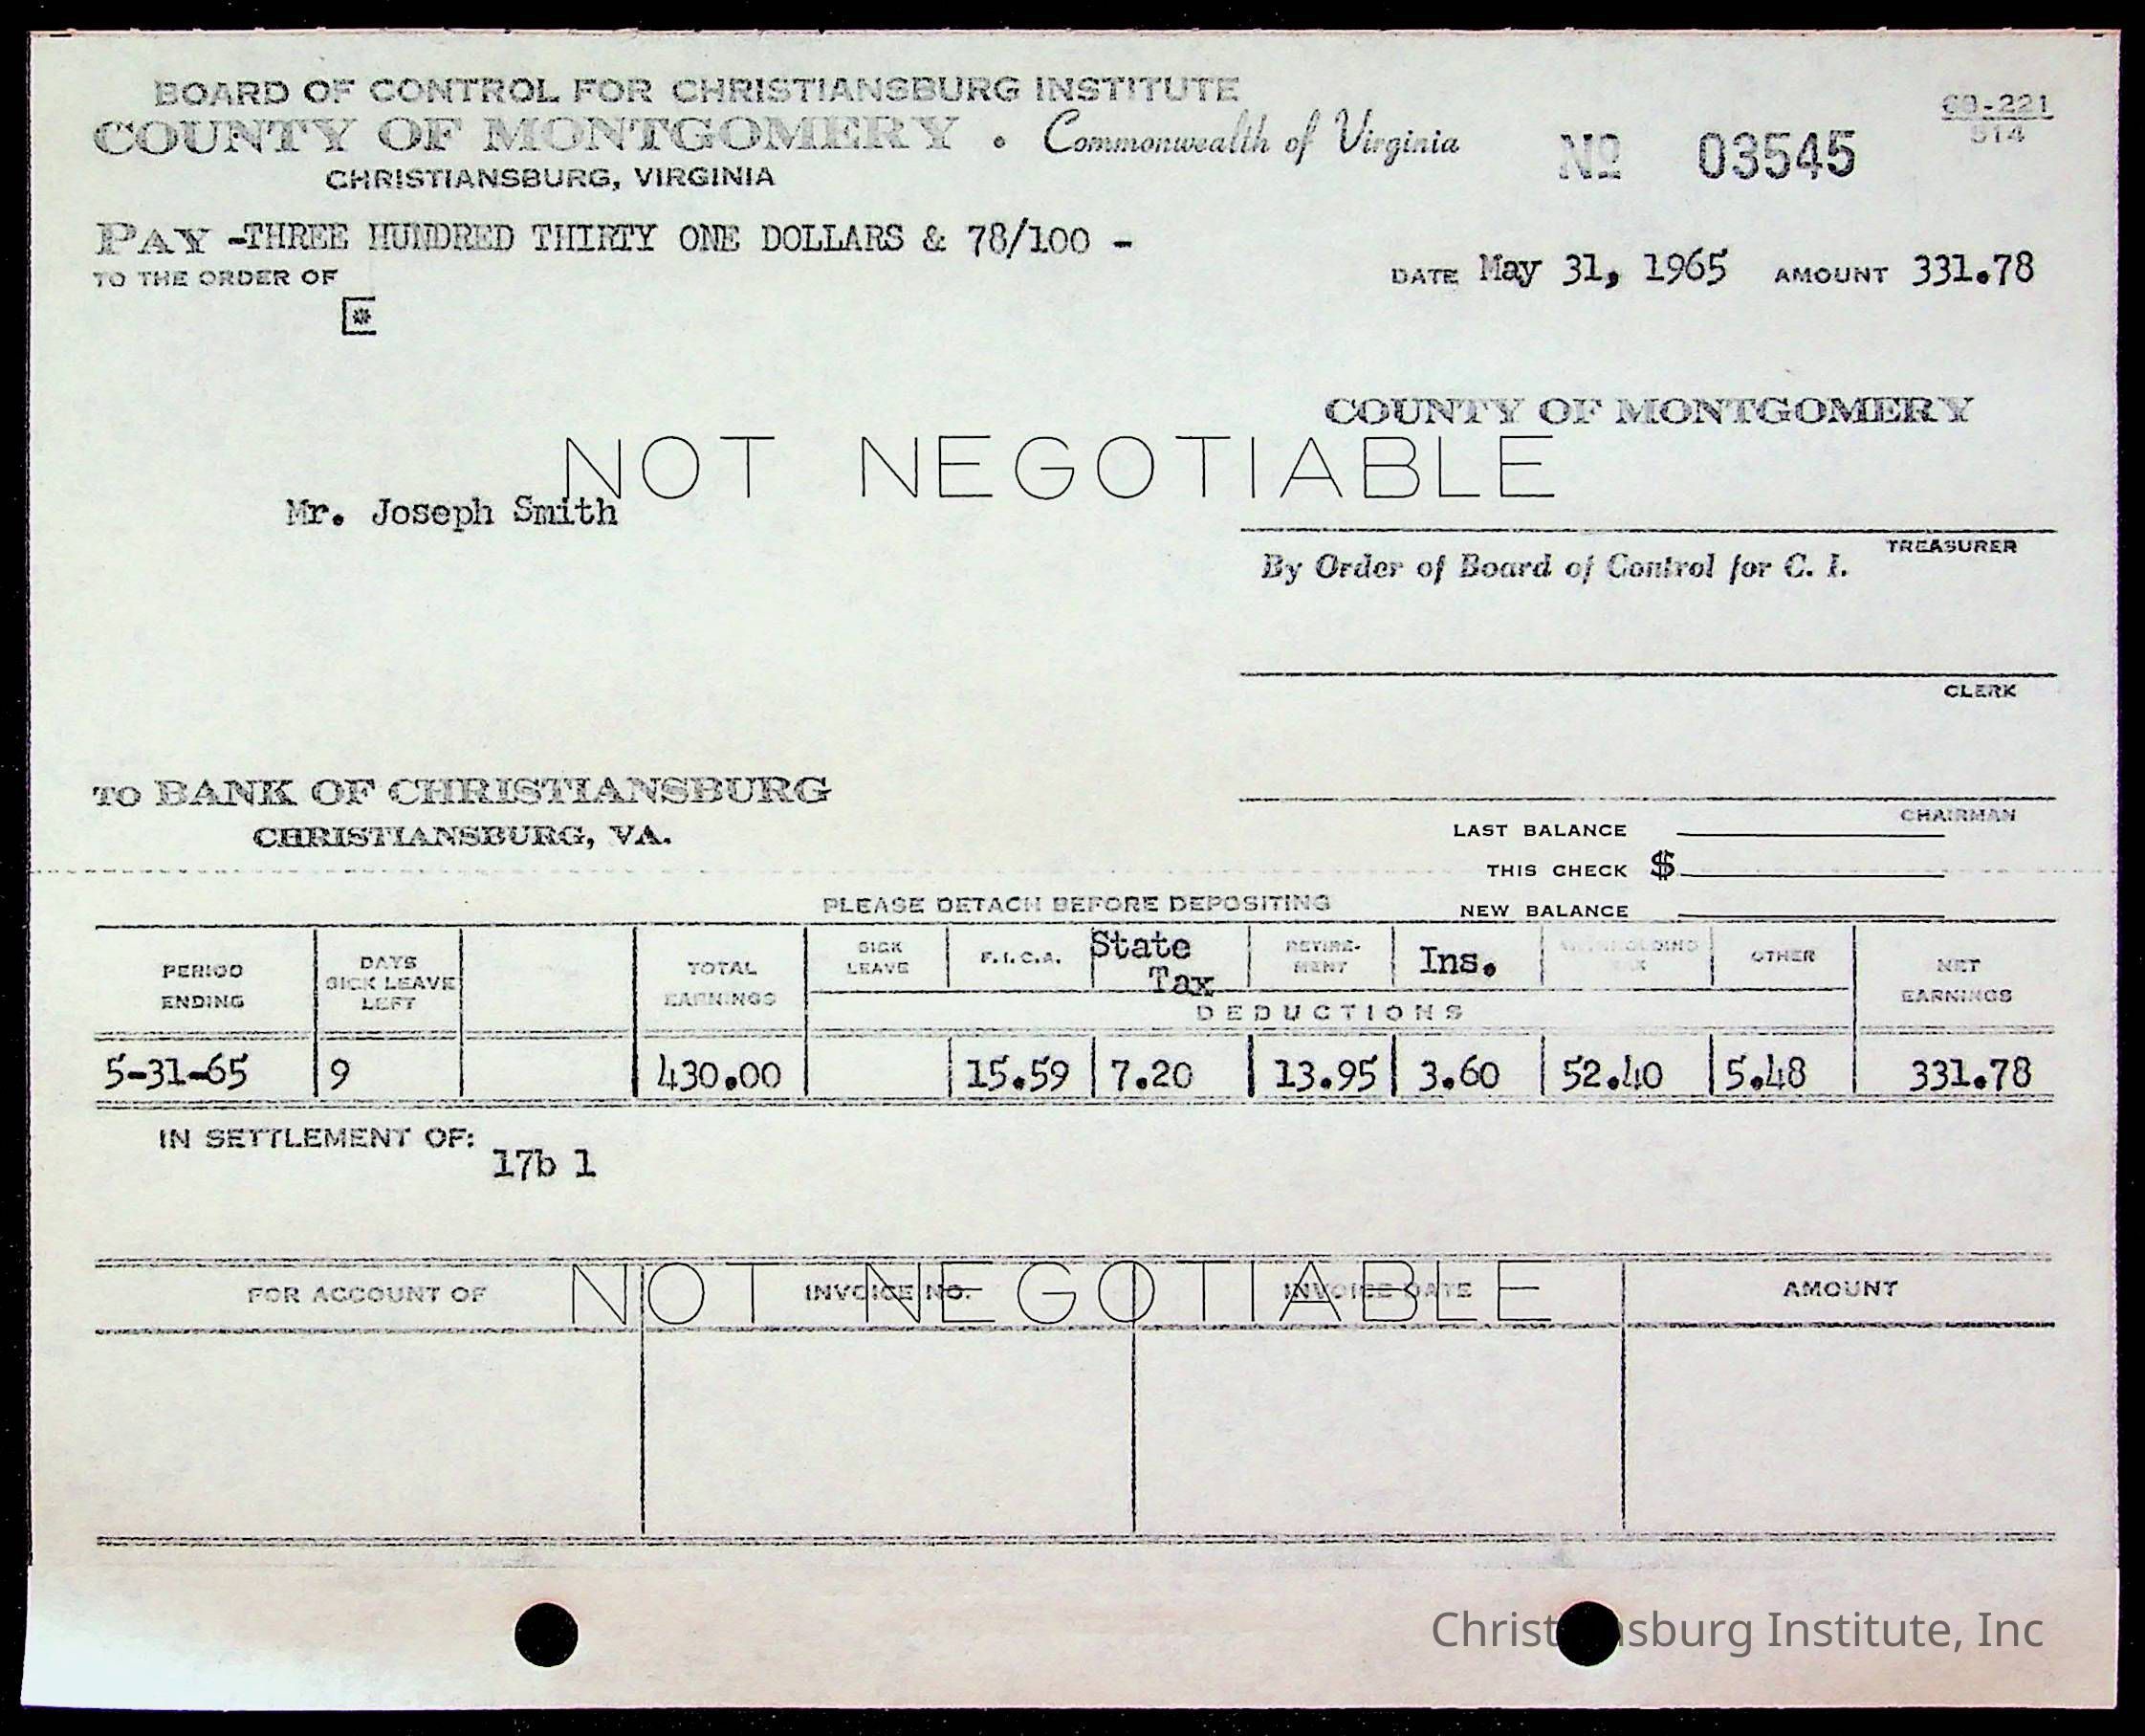 BOARD OF CONTROL FOR CHRISTIANSBURG INSTITUTE
COUNTY OF MONTGOMERY • Commonwealth of Virginia
CHRISTIANSBURG, VIRGINIA
No 03545
221
514
PAY -THREE HUNDRED THIRTY ONE DOLLARS & 78/100 -
TO THE ORDER OF
DATE May 31, 1965 AMOUNT 331.78
COUNTY OF MONTGOMERY
NOT NEGOTIABLE
Mr. Joseph Smith
TREASURER
By Order of Board of Control for C. I.
CLERK
TO BANK OF CHRISTIANSBURG
CHRISTIANSBURG, VA.
CHAIRMAN
LAST BALANCE
THIS CHECK $
NEW BALANCE
PLEASE DETACH BEFORE DEPOSITING
PERIOD ENDING
DAYS SICK LEAVE LEFT
TOTAL EARNINGS
SICK LEAVE
F.I.C.A.
State Tax
RETIRE-MENT
Ins.
WITHHOLDING
OTHER
NET EARNINGS
DEDUCTIONS
5-31-65 9 430.00 15.59 7.20 13.95 3.60 52.40 5.48 331.78
IN SETTLEMENT OF:
17b 1
FOR ACCOUNT OF INVOICE NO. INVOICE DATE AMOUNT
NOT NEGOTIABLE
Christ nsburg Institute, Inc